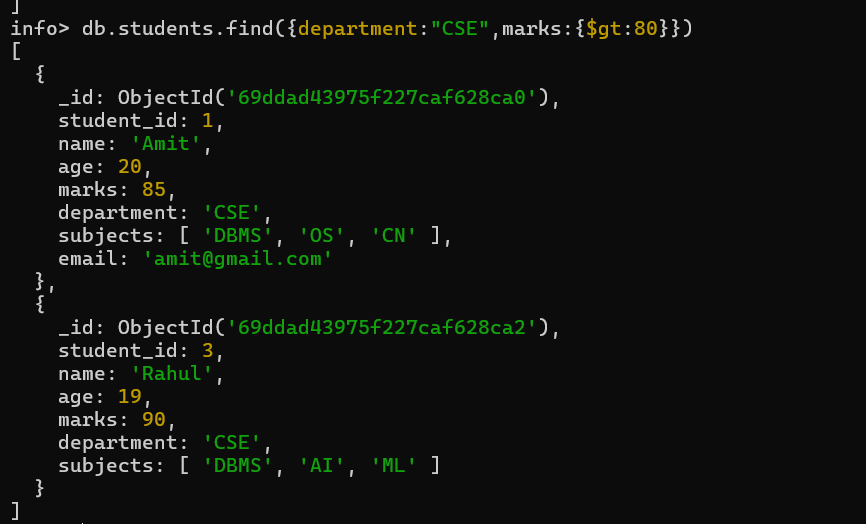 ]
info> db.students.find({department:"CSE",marks:{$gt:80}})
[
  {
    _id: ObjectId('69ddad43975f227caf628ca0'),
    student_id: 1,
    name: 'Amit',
    age: 20,
    marks: 85,
    department: 'CSE',
    subjects: [ 'DBMS', 'OS', 'CN' ],
    email: 'amit@gmail.com'
  },
  {
    _id: ObjectId('69ddad43975f227caf628ca2'),
    student_id: 3,
    name: 'Rahul',
    age: 19,
    marks: 90,
    department: 'CSE',
    subjects: [ 'DBMS', 'AI', 'ML' ]
  }
]